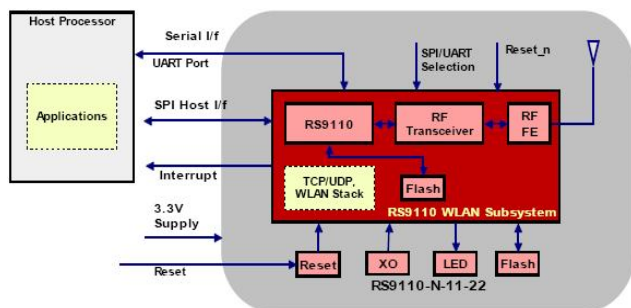 Host Processor
Applications
Serial I/f
UART Port
SPI Host I/f
Interrupt
3.3V
Supply
Reset
SPI/UART
Selection
Reset_n
RS9110
RF
Transceiver
RF
FE
TCP/UDP,
WLAN Stack
Flash
RS9110 WLAN Subsystem
Reset
XO
LED
Flash
RS9110-N-11-22